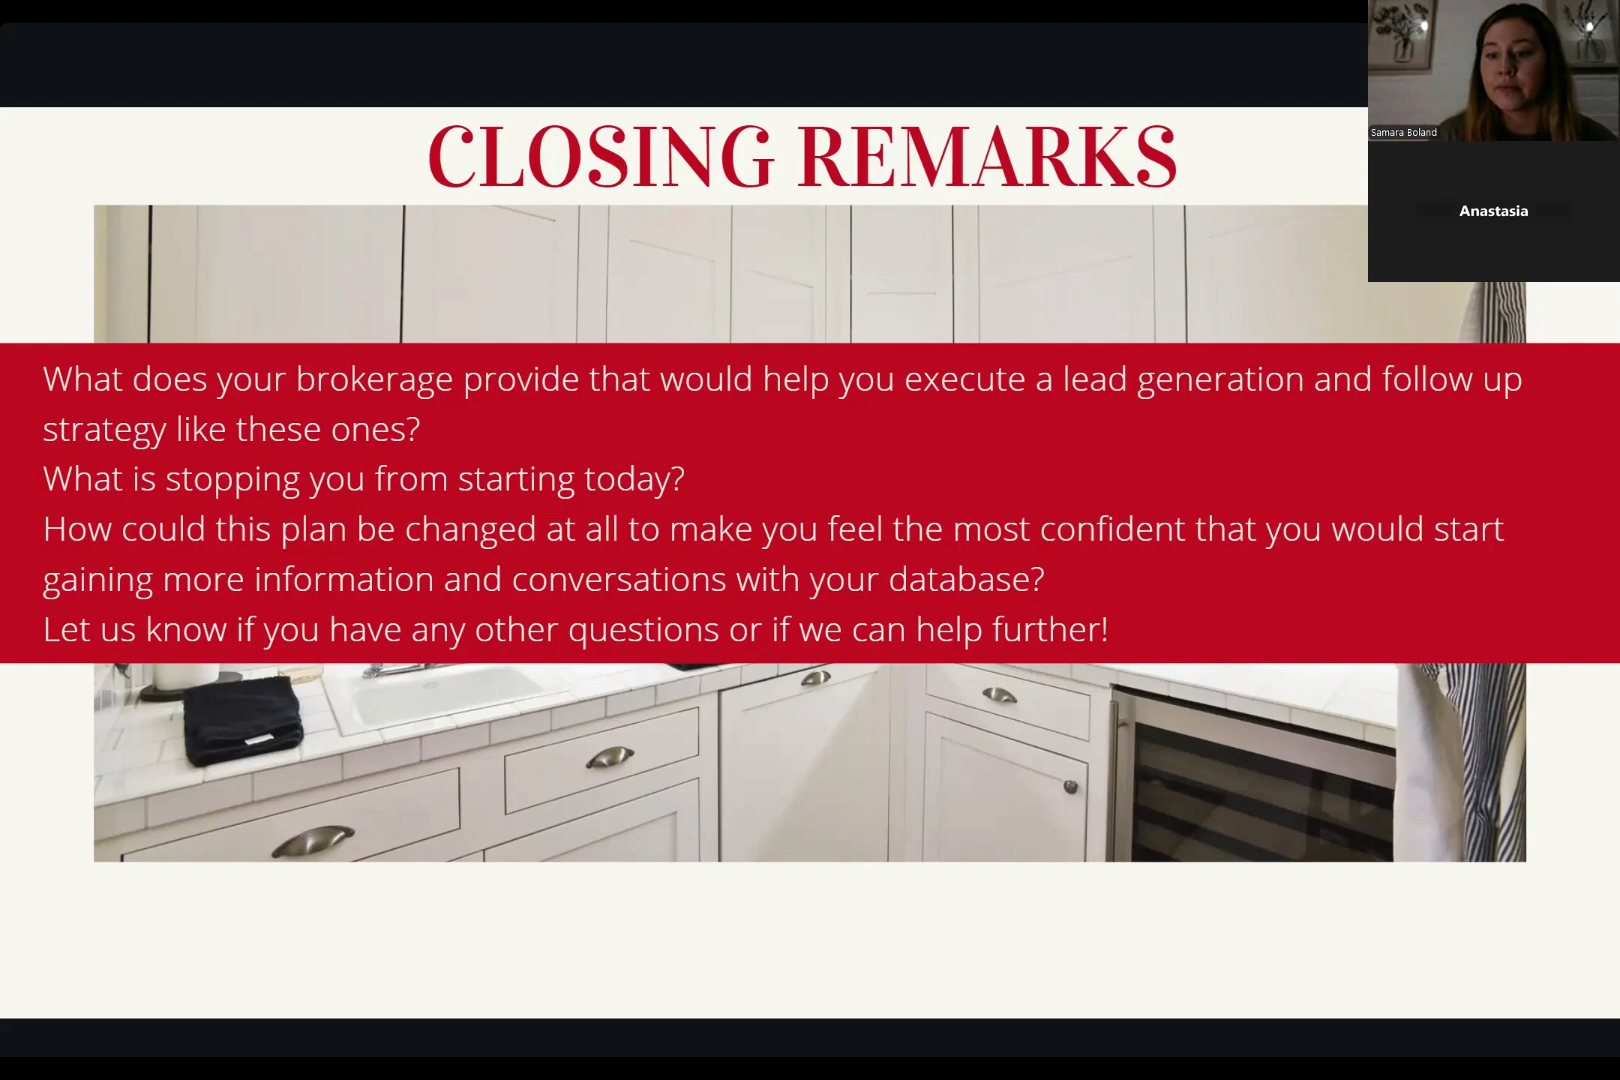 CLOSING REMARKS
Samara Boland
Anastasia
What does your brokerage provide that would help you execute a lead generation and follow up
strategy like these ones?
What is stopping you from starting today?
How could this plan be changed at all to make you feel the most confident that you would start
gaining more information and conversations with your database?
Let us know if you have any other questions or if we can help further!